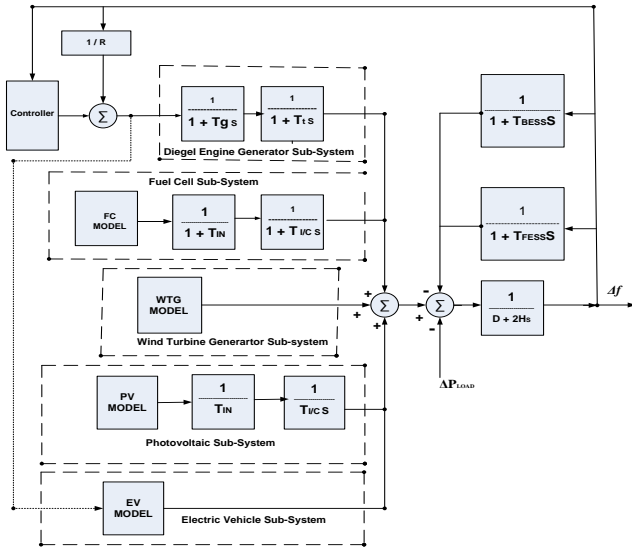 1 / R
Controller
Σ
1
1 + Tg s
1
1 + Tt s
Diegel Engine Generator Sub-System
1
1 + TBESSS
Fuel Cell Sub-System
FC
MODEL
1
1 + TIN
1
1 + T I/C S
1
1 + TFESSS
WTG
MODEL
Wind Turbine Generartor Sub-system
+
+
+
+
Σ
-
+
-
Σ
1
D + 2Hs
Δf
ΔPLOAD
PV
MODEL
1
TIN
1
TI/C S
Photovoltaic Sub-System
EV
MODEL
Electric Vehicle Sub-System